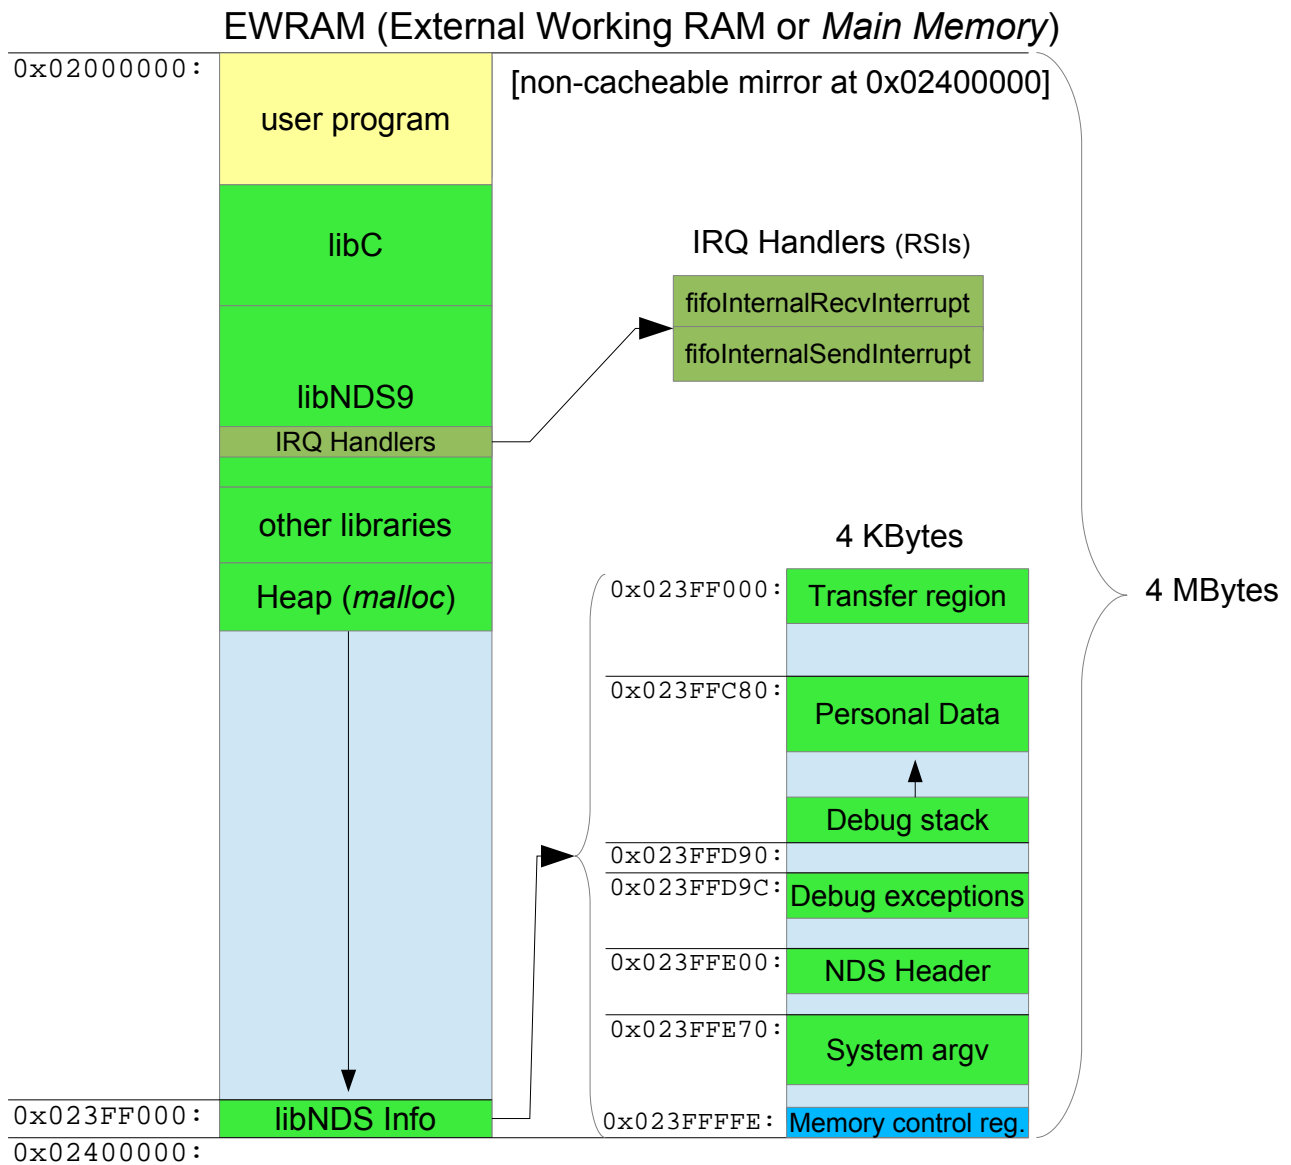 EWRAM (External Working RAM or Main Memory)
0x02000000:
[non-cacheable mirror at 0x02400000]
user program
libC
IRQ Handlers (RSIs)
fifoInternalRecvInterrupt
fifoInternalSendInterrupt
libNDS9
IRQ Handlers
other libraries
Heap (malloc)
4 KBytes
4 MBytes
0x023FF000:
Transfer region
0x023FFC80:
Personal Data
Debug stack
0x023FFD90:
0x023FFD9C:
Debug exceptions
0x023FFE00:
NDS Header
0x023FFE70:
System argv
0x023FFFFE:
Memory control reg.
0x023FF000:
libNDS Info
0x02400000: